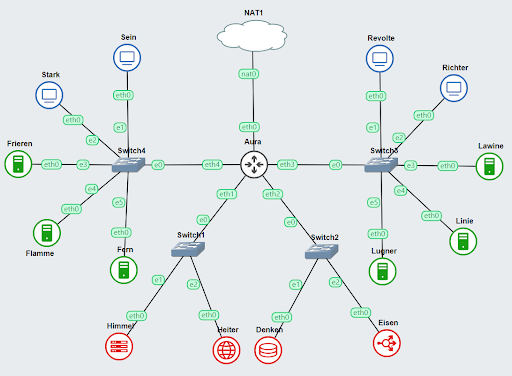 NAT1
Sein
Revolte
Stark
Richter
nat0
eth0
eth0
e1
e1
eth0
eth0
e2
e2
eth0
eth0
Frieren
Switch4
Aura
Switch5
Lawine
eth0
e3
e0
eth4
eth3
e0
e3
eth0
e4
e4
e5
e5
eth1
eth2
eth0
eth0
Linie
e0
e0
eth0
eth0
Flamme
Fern
Switch1
Switch2
Lugner
e1
e2
e1
e2
eth0
eth0
eth0
eth0
Himmel
Heiter
Denken
Eisen